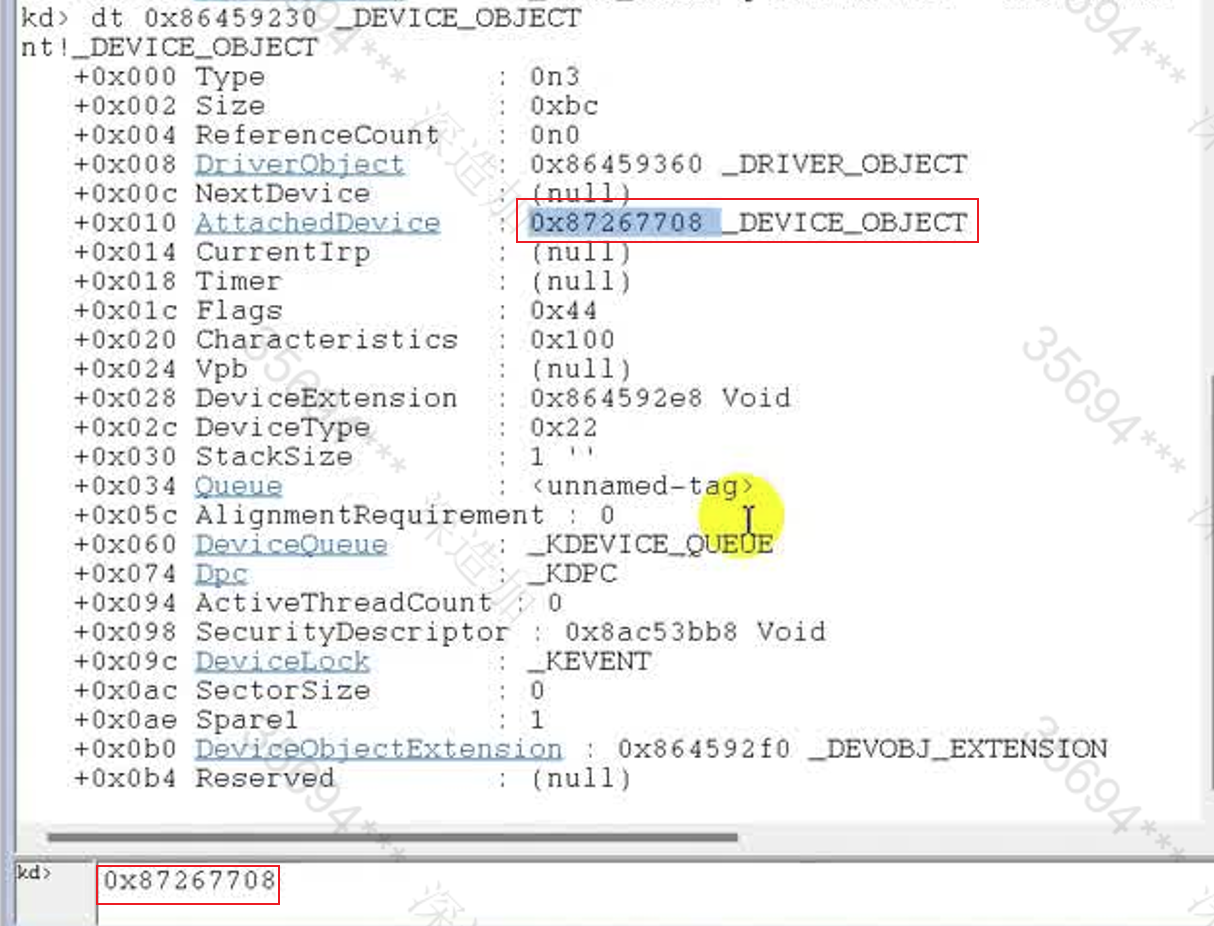 kd> dt 0x86459230 _DEVICE_OBJECT
nt!_DEVICE_OBJECT
+0x000 Type : 0n3
+0x002 Size : 0xbc
+0x004 ReferenceCount : 0n0
+0x008 DriverObject : 0x86459360 _DRIVER_OBJECT
+0x00c NextDevice : (null)
+0x010 AttachedDevice : 0x87267708 _DEVICE_OBJECT
+0x014 CurrentIrp : (null)
+0x018 Timer : (null)
+0x01c Flags : 0x44
+0x020 Characteristics : 0x100
+0x024 Vpb : (null)
+0x028 DeviceExtension : 0x864592e8 Void
+0x02c DeviceType : 0x22
+0x030 StackSize : 1 ''
+0x034 Queue : <unnamed-tag>
+0x05c AlignmentRequirement : 0
+0x060 DeviceQueue : _KDEVICE_QUEUE
+0x074 Dpc : _KDPC
+0x094 ActiveThreadCount : 0
+0x098 SecurityDescriptor : 0x8ac53bb8 Void
+0x09c DeviceLock : _KEVENT
+0x0ac SectorSize : 0
+0x0ae Spare1 : 1
+0x0b0 DeviceObjectExtension : 0x864592f0 _DEVOBJ_EXTENSION
+0x0b4 Reserved : (null)
kd> 0x87267708
35694***
35694***